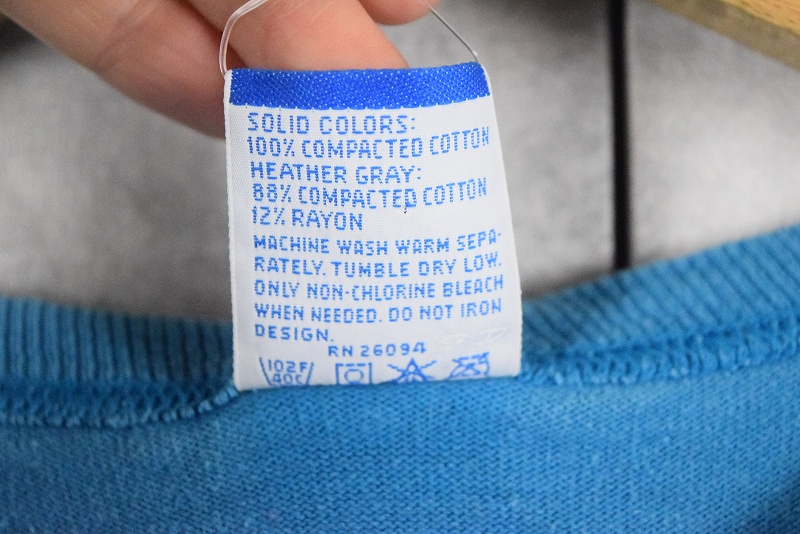 SOLID COLORS:
100% COMPACTED COTTON
HEATHER GRAY:
88% COMPACTED COTTON
12% RAYON
MACHINE WASH WARM SEPA-
RATELY. TUMBLE DRY LOW.
ONLY NON-CHLORINE BLEACH
WHEN NEEDED. DO NOT IRON
DESIGN.
RN 26094
102F
40C